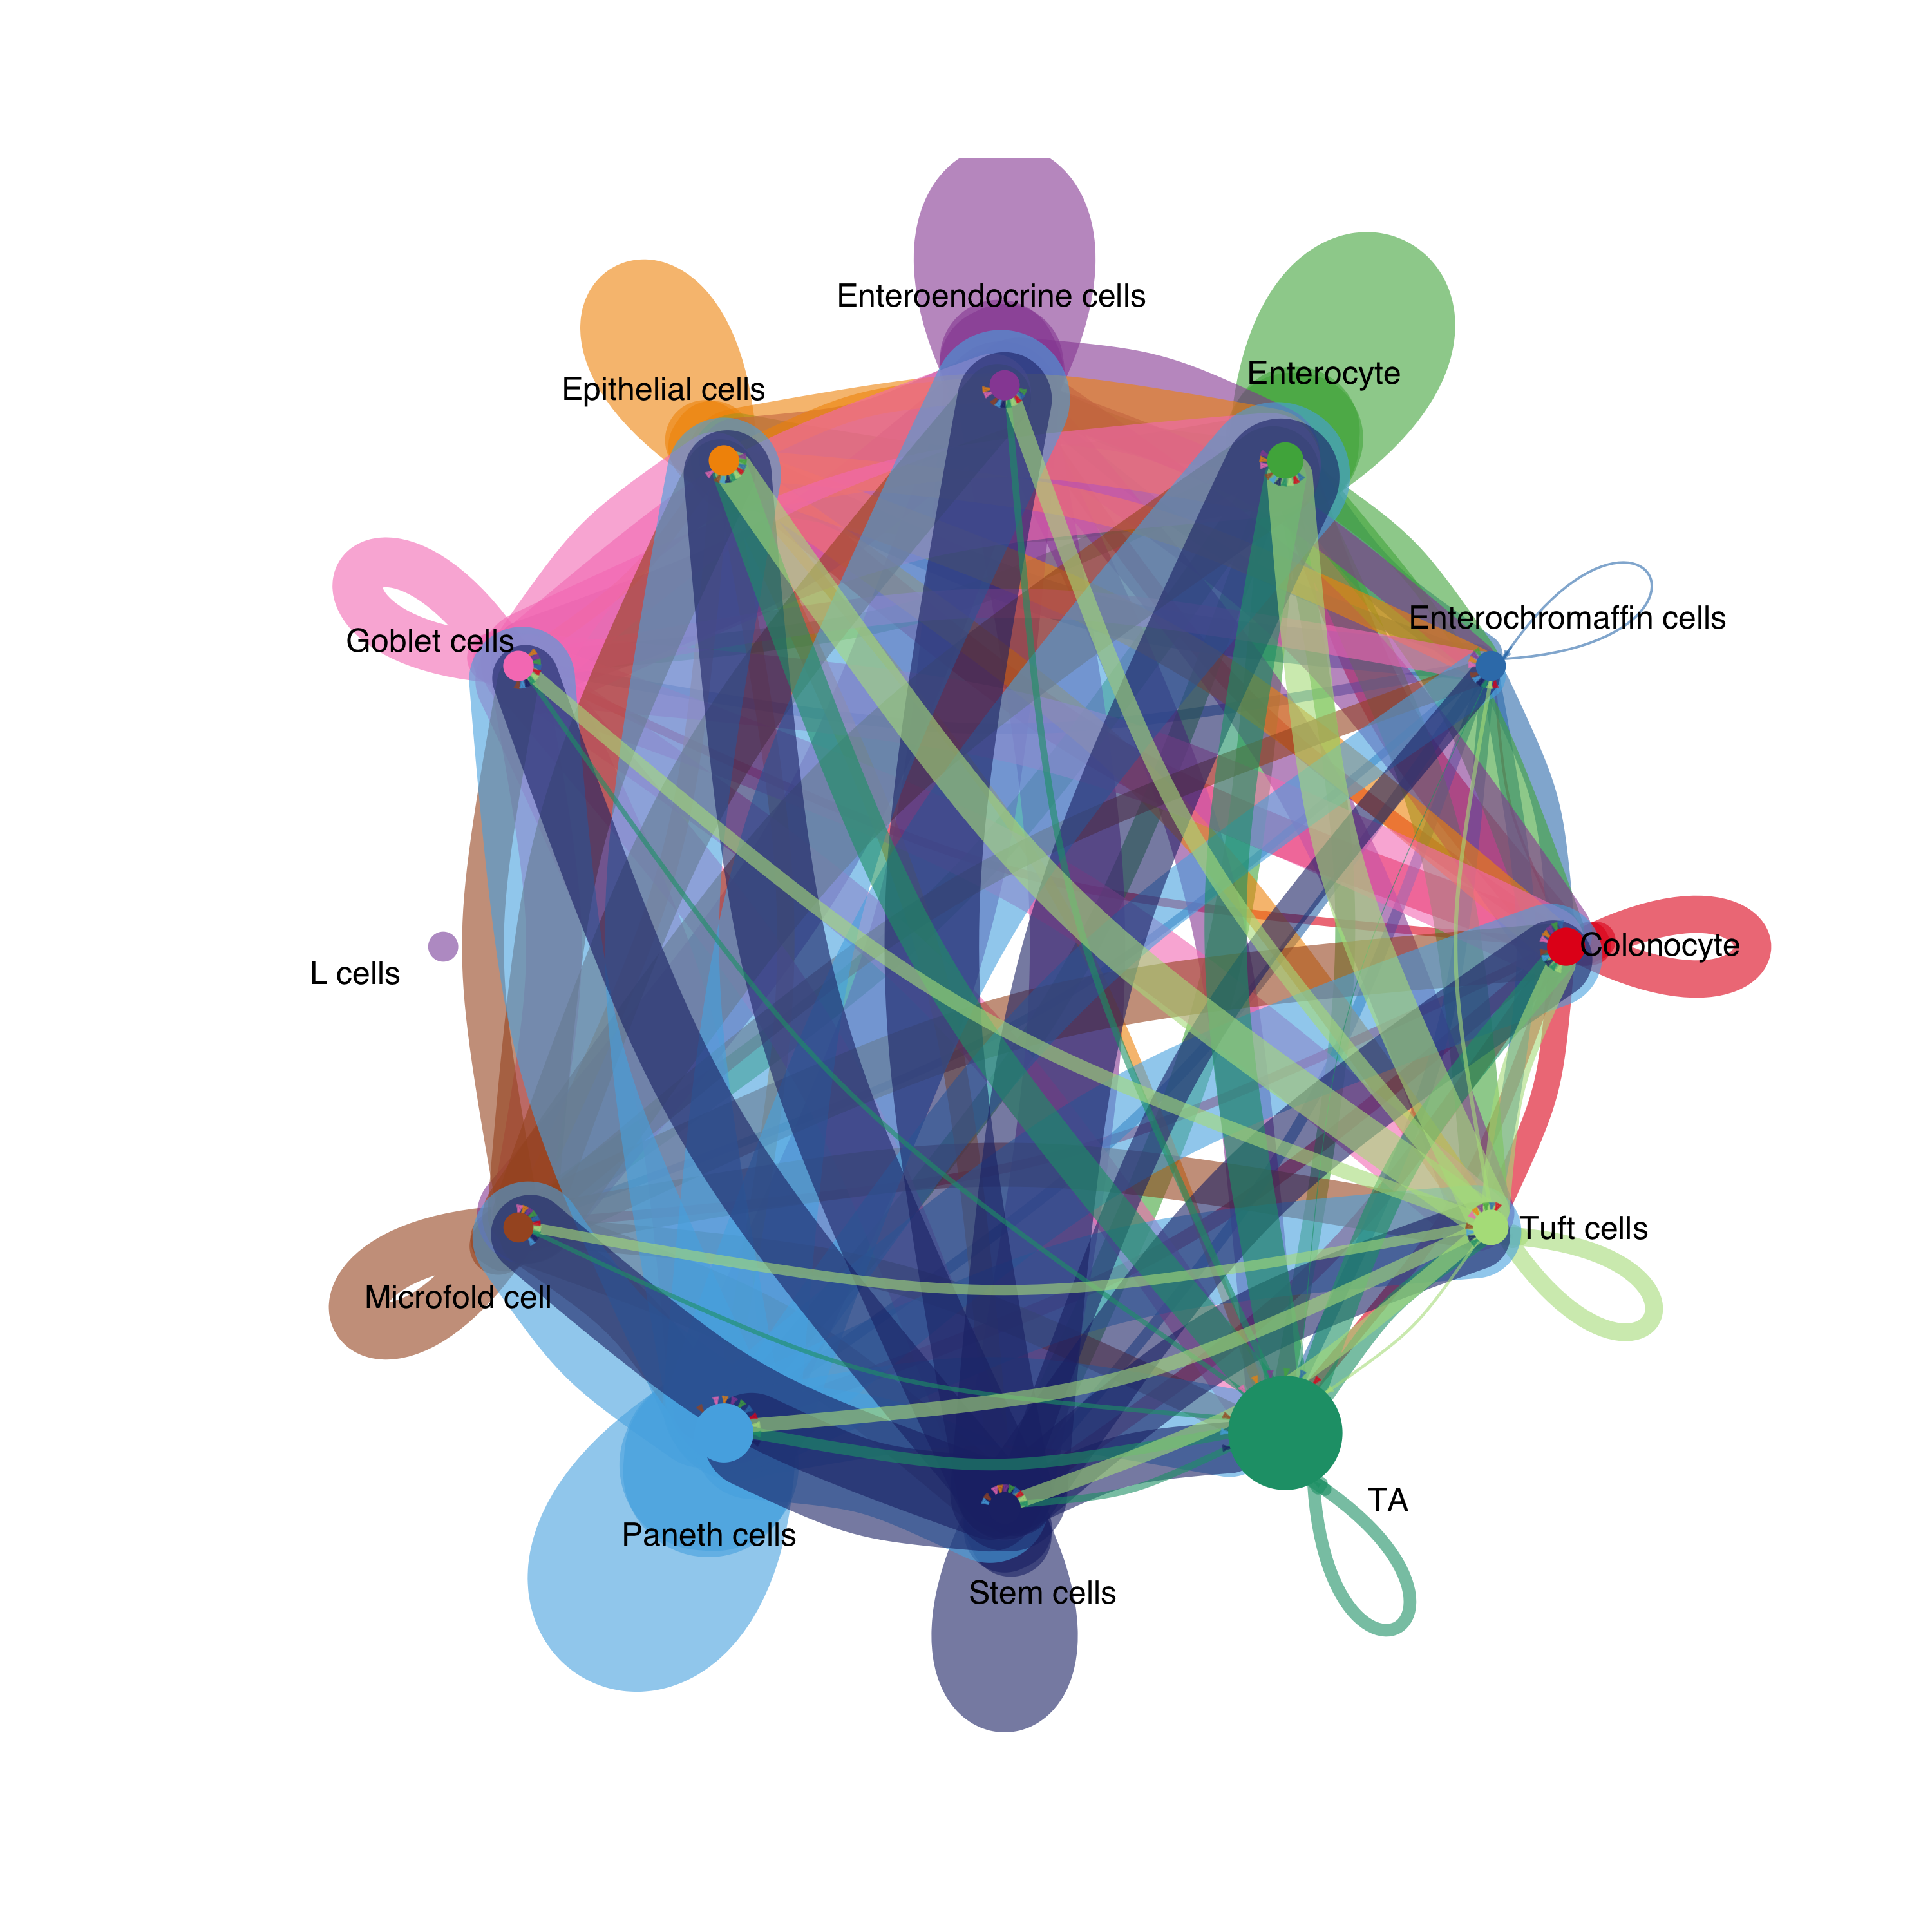 Enteroendocrine cells
Enterocyte
Epithelial cells
Enterochromaffin cells
Goblet cells
Colonocyte
L cells
Tuft cells
Microfold cell
TA
Paneth cells
Stem cells